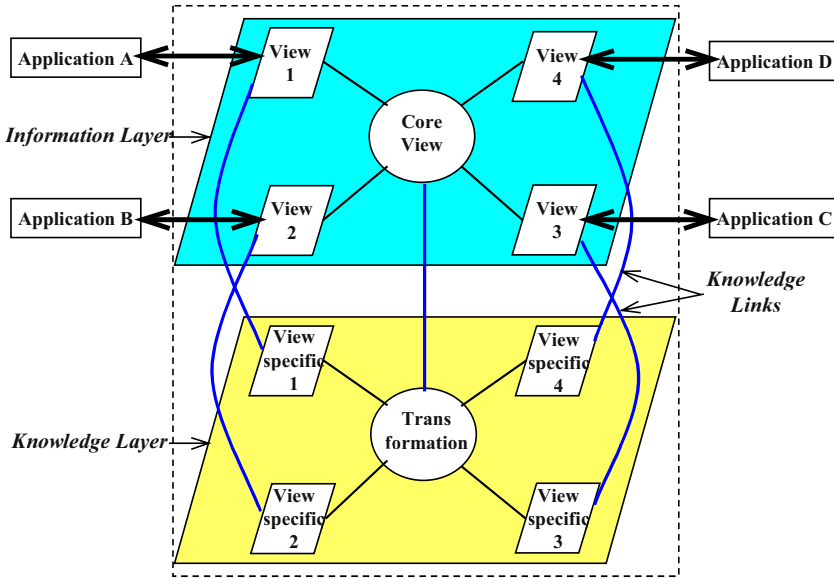 Application A
View
1
View
4
Application D
Information Layer
Core
View
Application B
View
2
View
3
Application C
Knowledge
Links
View
specific
1
View
specific
4
Knowledge Layer
Trans
formation
View
specific
2
View
specific
3